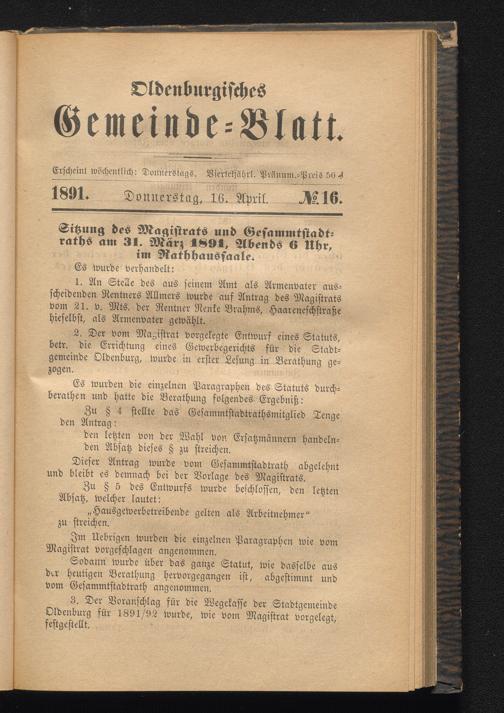 Oldenburgisches
Gemeinde-Blatt.
Erscheint wöchentlich: Donnerstags. Vierteljährl. Pränum.-Preis 50 ₰
1891. Donnerstag, 16. April. № 16.
Sitzung des Magistrats und Gesammtstadt-
raths am 31. März 1891, Abends 6 Uhr,
im Rathhaussaale.
Es wurde verhandelt:
1. An Stelle des aus seinem Amt als Armenvater aus-
scheidenden Rentners Allmers wurde auf Antrag des Magistrats
vom 21. v. Mts. der Rentner Renke Brahms, Haareneschstraße
hieselbst, als Armenvater gewählt.
2. Der vom Magistrat vorgelegte Entwurf eines Statuts,
betr. die Errichtung eines Gewerbegerichts für die Stadt-
gemeinde Oldenburg, wurde in erster Lesung in Berathung ge-
zogen.
Es wurden die einzelnen Paragraphen des Statuts durch-
berathen und hatte die Berathung folgendes Ergebniß:
Zu § 4 stellte das Gesammtstadtrathsmitglied Tenge
den Antrag:
den letzten von der Wahl von Ersatzmännern handeln-
den Absatz dieses § zu streichen.
Dieser Antrag wurde vom Gesammtstadtrath abgelehnt
und bleibt es demnach bei der Vorlage des Magistrats.
Zu § 5 des Entwurfs wurde beschlossen, den letzten
Absatz, welcher lautet:
„Hausgewerbetreibende gelten als Arbeitnehmer"
zu streichen.
Im Uebrigen wurden die einzelnen Paragraphen wie vom
Magistrat vorgeschlagen angenommen.
Sodann wurde über das ganze Statut, wie dasselbe aus
der heutigen Berathung hervorgegangen ist, abgestimmt und
vom Gesammtstadtrath angenommen.
3. Der Voranschlag für die Wegekasse der Stadtgemeinde
Oldenburg für 1891/92 wurde, wie vom Magistrat vorgelegt,
festgestellt.